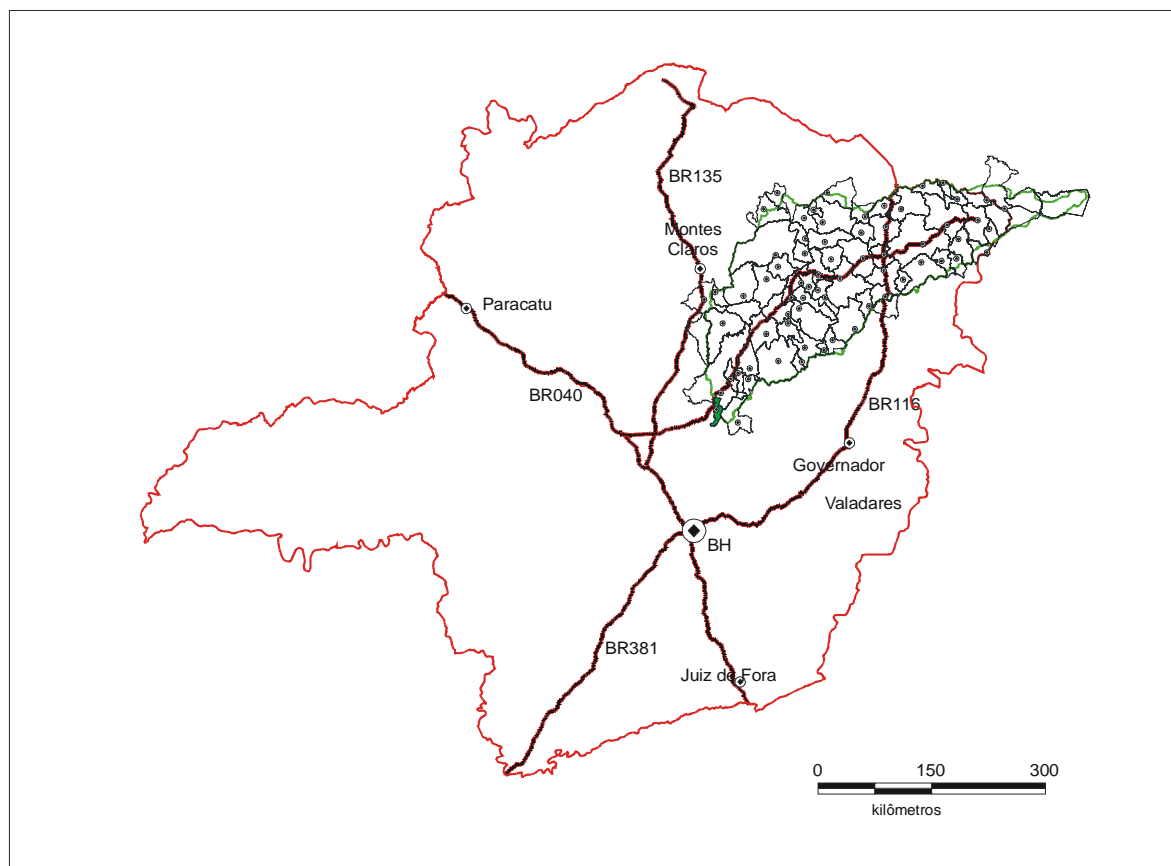 BR135
Montes
Claros
Paracatu
BR040
BR116
Governador
Valadares
BH
BR381
Juiz de Fora
0 150 300
kilômetros